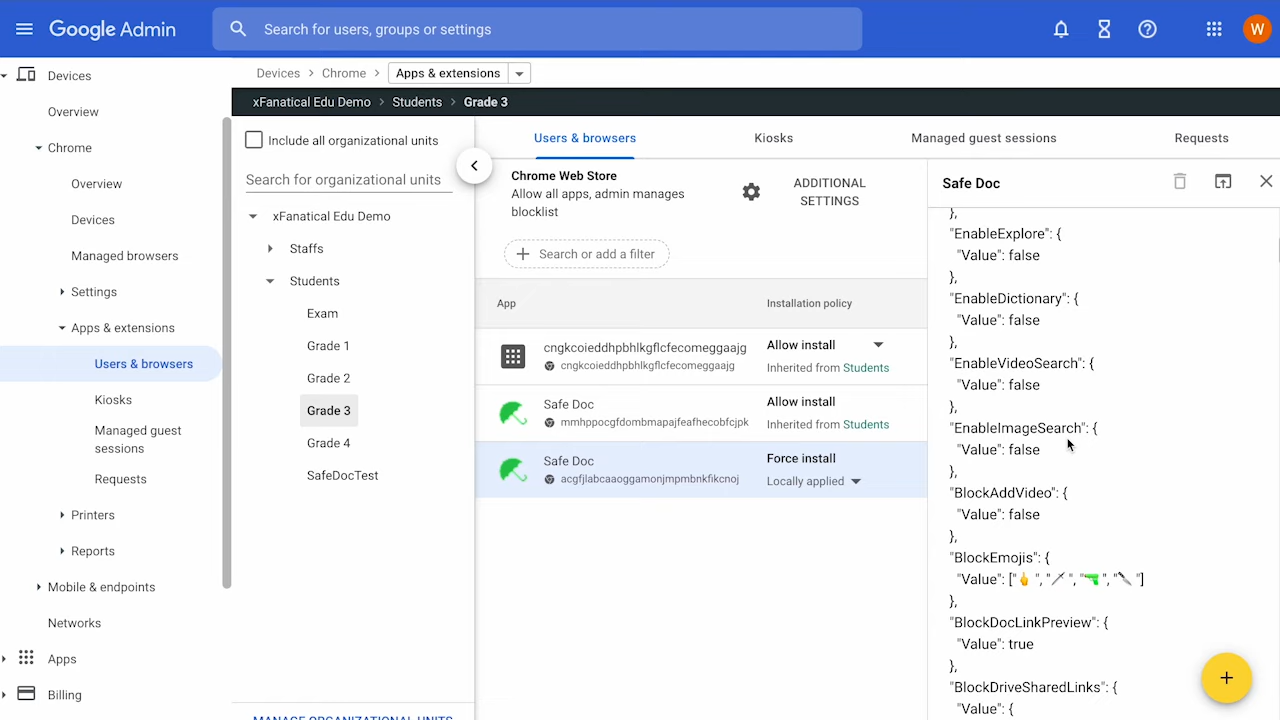 Google Admin
Search for users, groups or settings
W
Devices
Overview
Chrome
Overview
Devices
Managed browsers
Settings
Apps & extensions
Users & browsers
Kiosks
Managed guest
sessions
Requests
Printers
Reports
Mobile & endpoints
Networks
Apps
Billing
Devices > Chrome > Apps & extensions
xFanatical Edu Demo > Students > Grade 3
Include all organizational units
Search for organizational units
xFanatical Edu Demo
Staffs
Students
Exam
Grade 1
Grade 2
Grade 3
Grade 4
SafeDocTest
MANAGE ORGANIZATIONAL UNITS
Users & browsers
Kiosks
Managed guest sessions
Requests
Chrome Web Store
Allow all apps, admin manages
blocklist
ADDITIONAL
SETTINGS
+ Search or add a filter
App
Installation policy
cngkcoieddhpbhlkgflcfecomeggaajg
cngkcoieddhpbhlkgflcfecomeggaajg
Allow install
Inherited from Students
Safe Doc
mmhppocgfdombmapajfeafhecobfcjpk
Allow install
Inherited from Students
Safe Doc
acgfjlabcaaoggamonjmpmbnkfikcnoj
Force install
Locally applied
Safe Doc
},
"EnableExplore": {
"Value": false
},
"EnableDictionary": {
"Value": false
},
"EnableVideoSearch": {
"Value": false
},
"EnableImageSearch": {
"Value": false
},
"BlockAddVideo": {
"Value": false
},
"BlockEmojis": {
"Value": ["🖕","🗡","🔫","🔪"]
},
"BlockDocLinkPreview": {
"Value": true
},
"BlockDriveSharedLinks": {
"Value": {
+